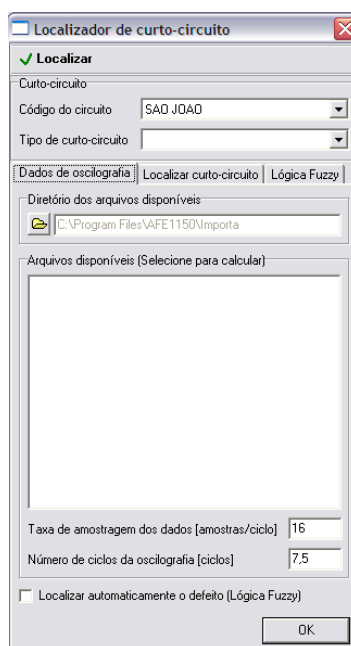 Localizador de curto-circuito
Localizar
Curto-circuito
Código do circuito SAO JOAO
Tipo de curto-circuito
Dados de oscilografia Localizar curto-circuito Lógica Fuzzy
Diretório dos arquivos disponíveis
C:\Program Files\AFE1150\Importa
Arquivos disponíveis (Selecione para calcular)
Taxa de amostragem dos dados [amostras/ciclo] 16
Número de ciclos da oscilografia [ciclos] 7,5
Localizar automaticamente o defeito (Lógica Fuzzy)
OK